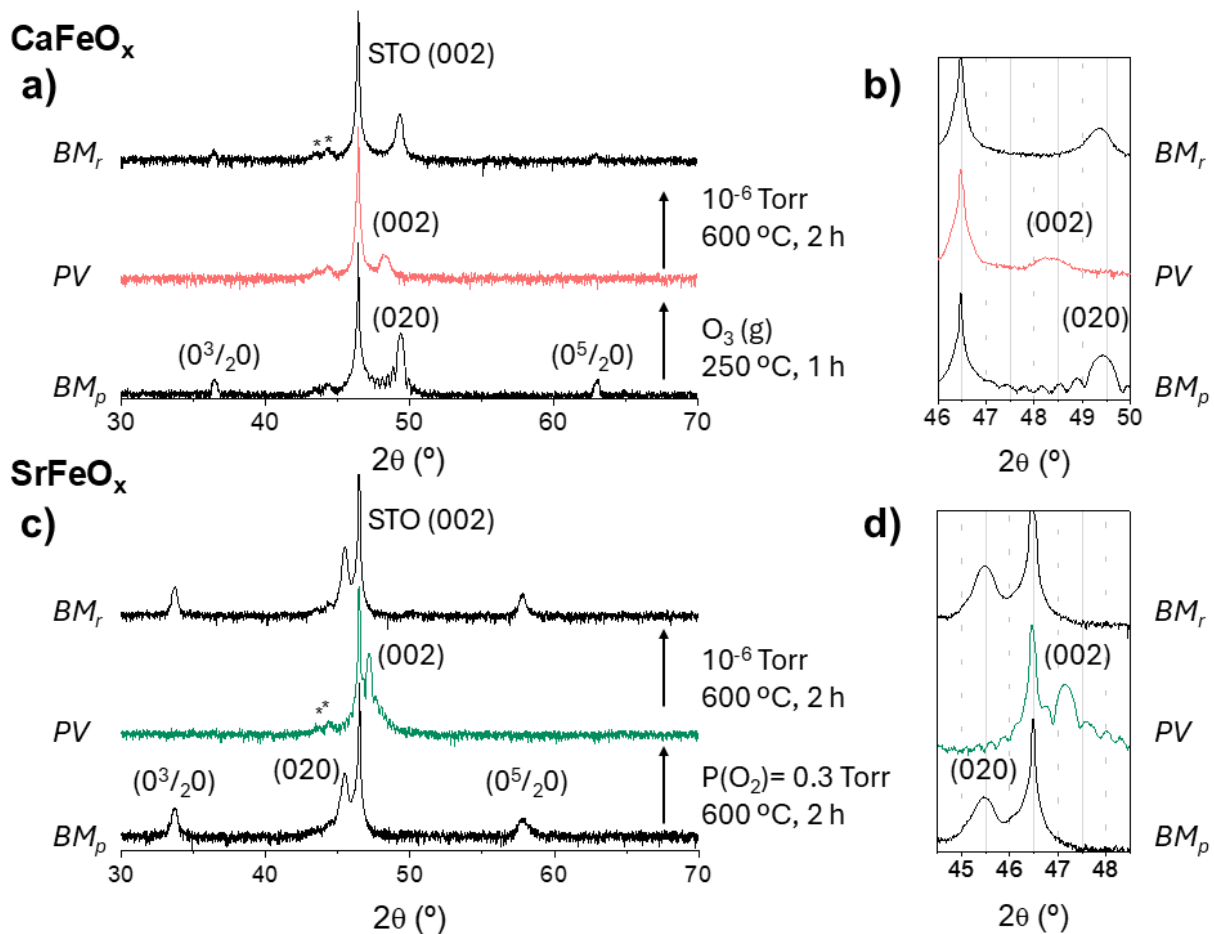 CaFeOₓ
a)
STO (002)
* *
BMᵣ
10⁻⁶ Torr
600 ºC, 2 h
(002)
PV
O₃ (g)
250 ºC, 1 h
(020)
(0³/₂0)
(0⁵/₂0)
BMₚ
30 40 50 60 70
2θ (º)
b)
BMᵣ
(002)
PV
(020)
BMₚ
46 47 48 49 50
2θ (º)
SrFeOₓ
c)
STO (002)
BMᵣ
10⁻⁶ Torr
600 ºC, 2 h
(002)
* *
PV
P(O₂)= 0.3 Torr
600 ºC, 2 h
(0³/₂0)
(020)
(0⁵/₂0)
BMₚ
30 40 50 60 70
2θ (º)
d)
BMᵣ
(002)
PV
(020)
BMₚ
45 46 47 48
2θ (º)